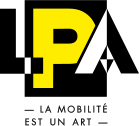 LPA
— LA MOBILITÉ
EST UN ART —